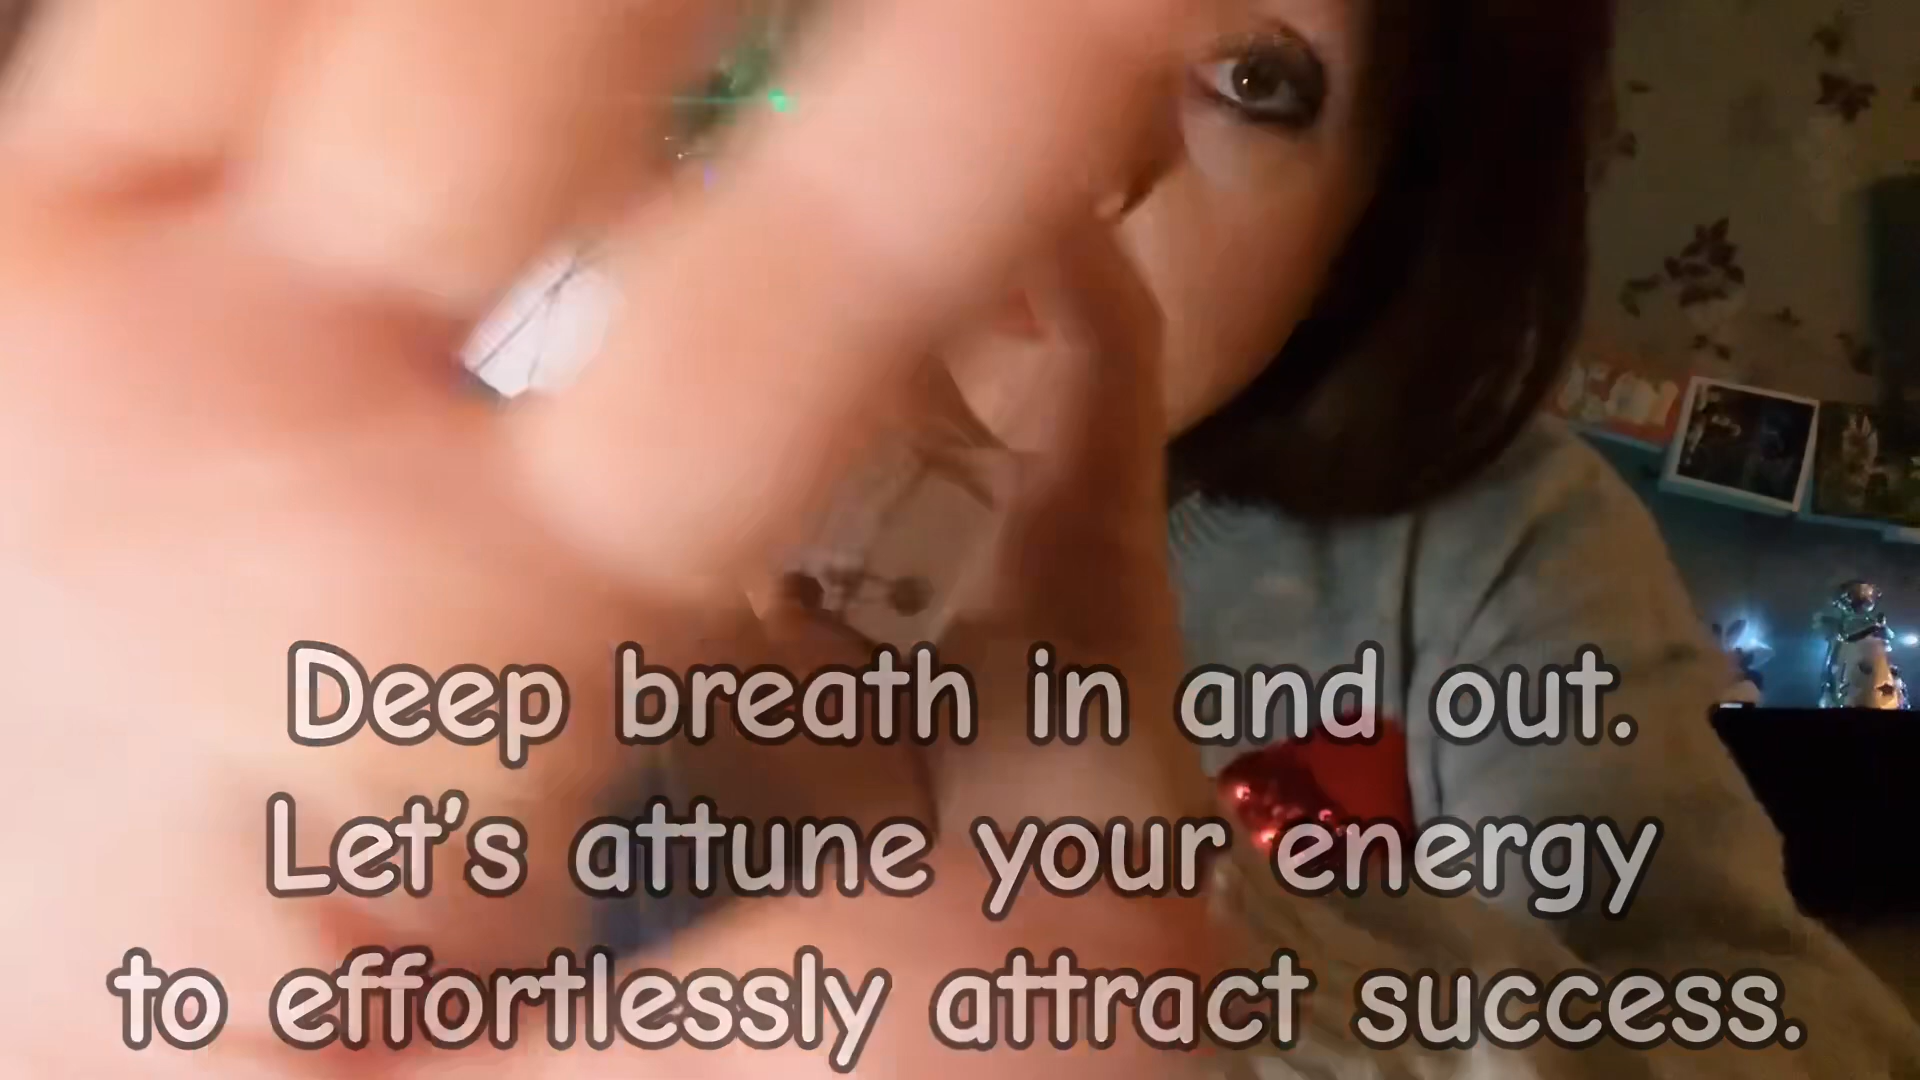 Deep breath in and out.
Let's attune your energy
to effortlessly attract success.